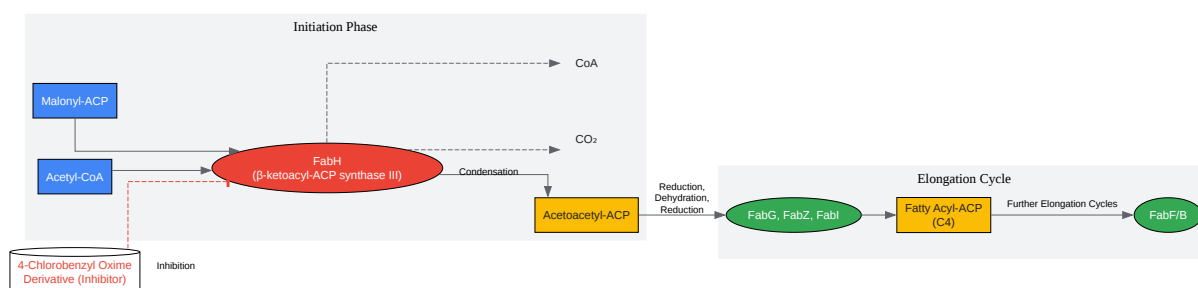 Initiation Phase
CoA
Malonyl-ACP
CO₂
FabH
(β-ketoacyl-ACP synthase III)
Acetyl-CoA
Condensation
Acetoacetyl-ACP
4-Chlorobenzyl Oxime
Derivative (Inhibitor)
Inhibition
Reduction,
Dehydration,
Reduction
Elongation Cycle
FabG, FabZ, FabI
Fatty Acyl-ACP
(C4)
Further Elongation Cycles
FabF/B